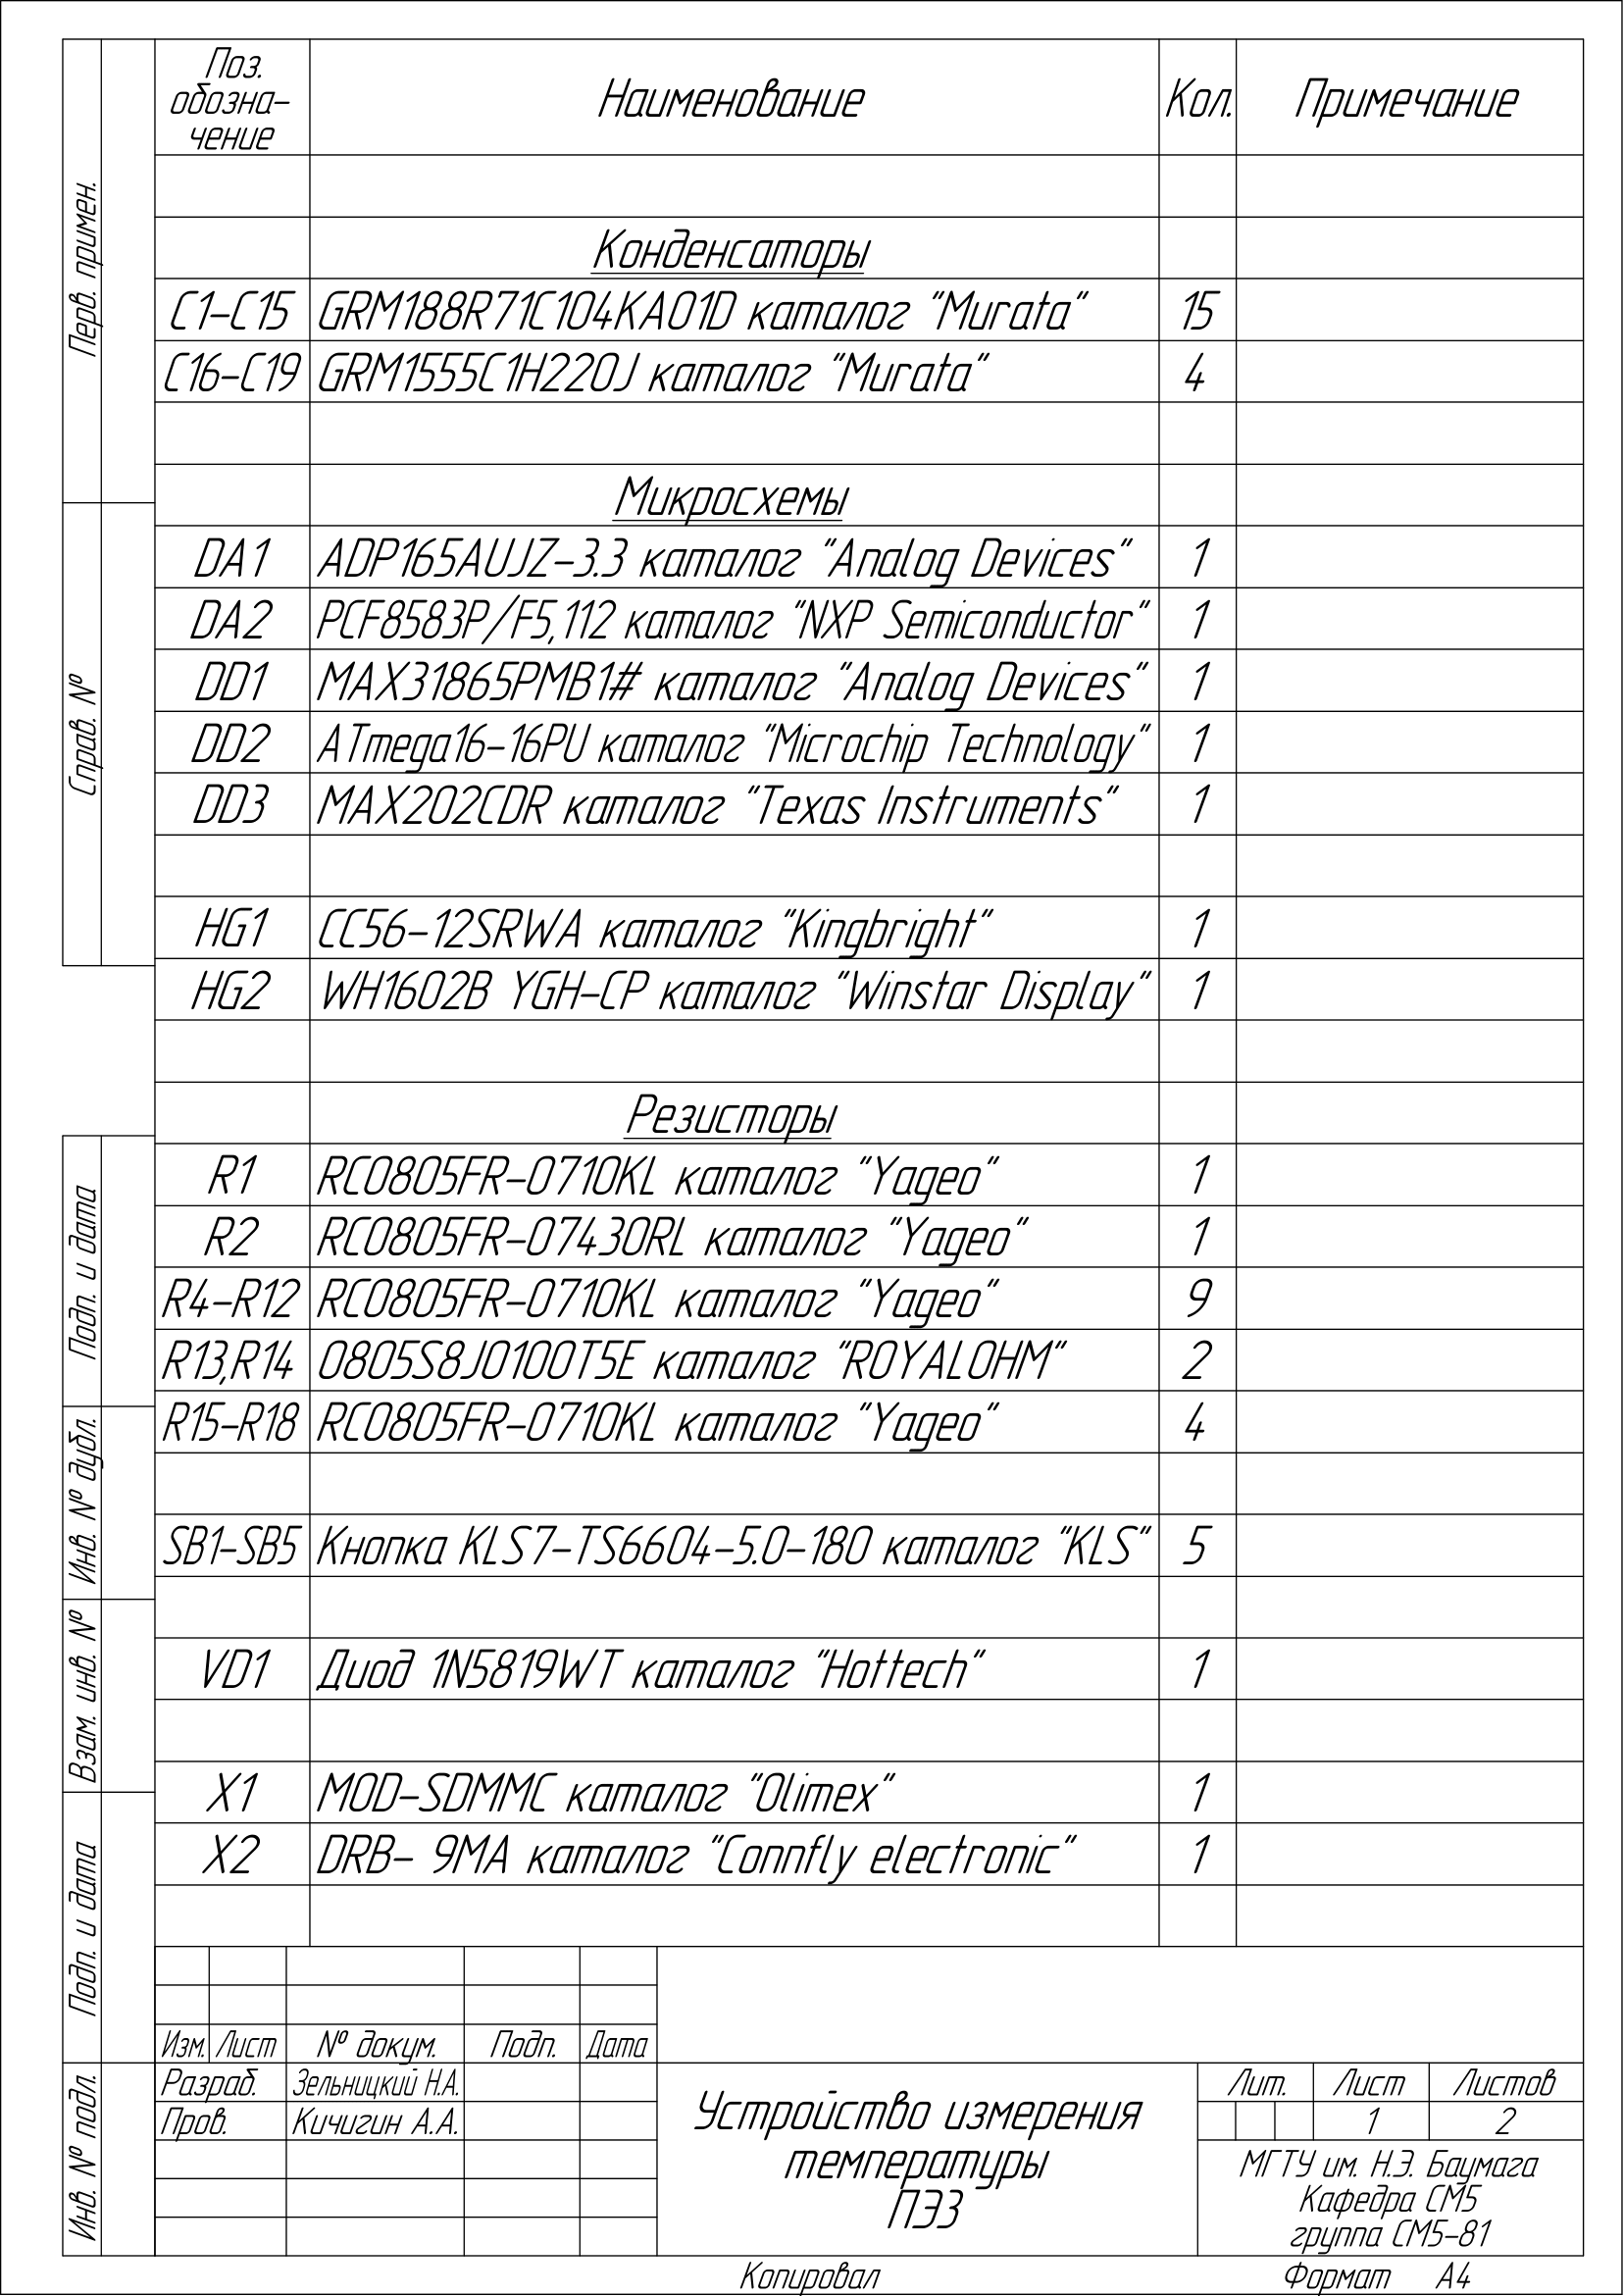 Перв. примен.
Справ. №
Подп. и дата
Инв. № дубл.
Взам. инв. №
Подп. и дата
Инв. № подл.
Поз. обозна- чение Наименование Кол. Примечание
Конденсаторы
C1-C15 GRM188R71C104KA01D каталог "Murata" 15
C16-C19 GRM1555C1H220J каталог "Murata" 4
Микросхемы
DA1 ADP165AUJZ-3.3 каталог "Analog Devices" 1
DA2 PCF8583P/F5,112 каталог "NXP Semiconductor" 1
DD1 MAX31865PMB1# каталог "Analog Devices" 1
DD2 ATmega16-16PU каталог "Microchip Technology" 1
DD3 MAX202CDR каталог "Texas Instruments" 1
HG1 CC56-12SRWA каталог "Kingbright" 1
HG2 WH1602B YGH-CP каталог "Winstar Display" 1
Резисторы
R1 RC0805FR-0710KL каталог "Yageo" 1
R2 RC0805FR-07430RL каталог "Yageo" 1
R4-R12 RC0805FR-0710KL каталог "Yageo" 9
R13,R14 0805S8J0100T5E каталог "ROYALOHM" 2
R15-R18 RC0805FR-0710KL каталог "Yageo" 4
SB1-SB5 Кнопка KLS7-TS6604-5.0-180 каталог "KLS" 5
VD1 Диод 1N5819WT каталог "Hottech" 1
X1 MOD-SDMMC каталог "Olimex" 1
X2 DRB- 9MA каталог "Connfly electronic" 1
Изм. Лист № докум. Подп. Дата
Разраб. Зельницкий Н.А.
Пров. Кичигин А.А.
Устройство измерения
температуры
ПЭ3
Лит. Лист Листов
1 2
МГТУ им. Н.Э. Баумага
Кафедра СМ5
группа СМ5-81
Копировал Формат А4